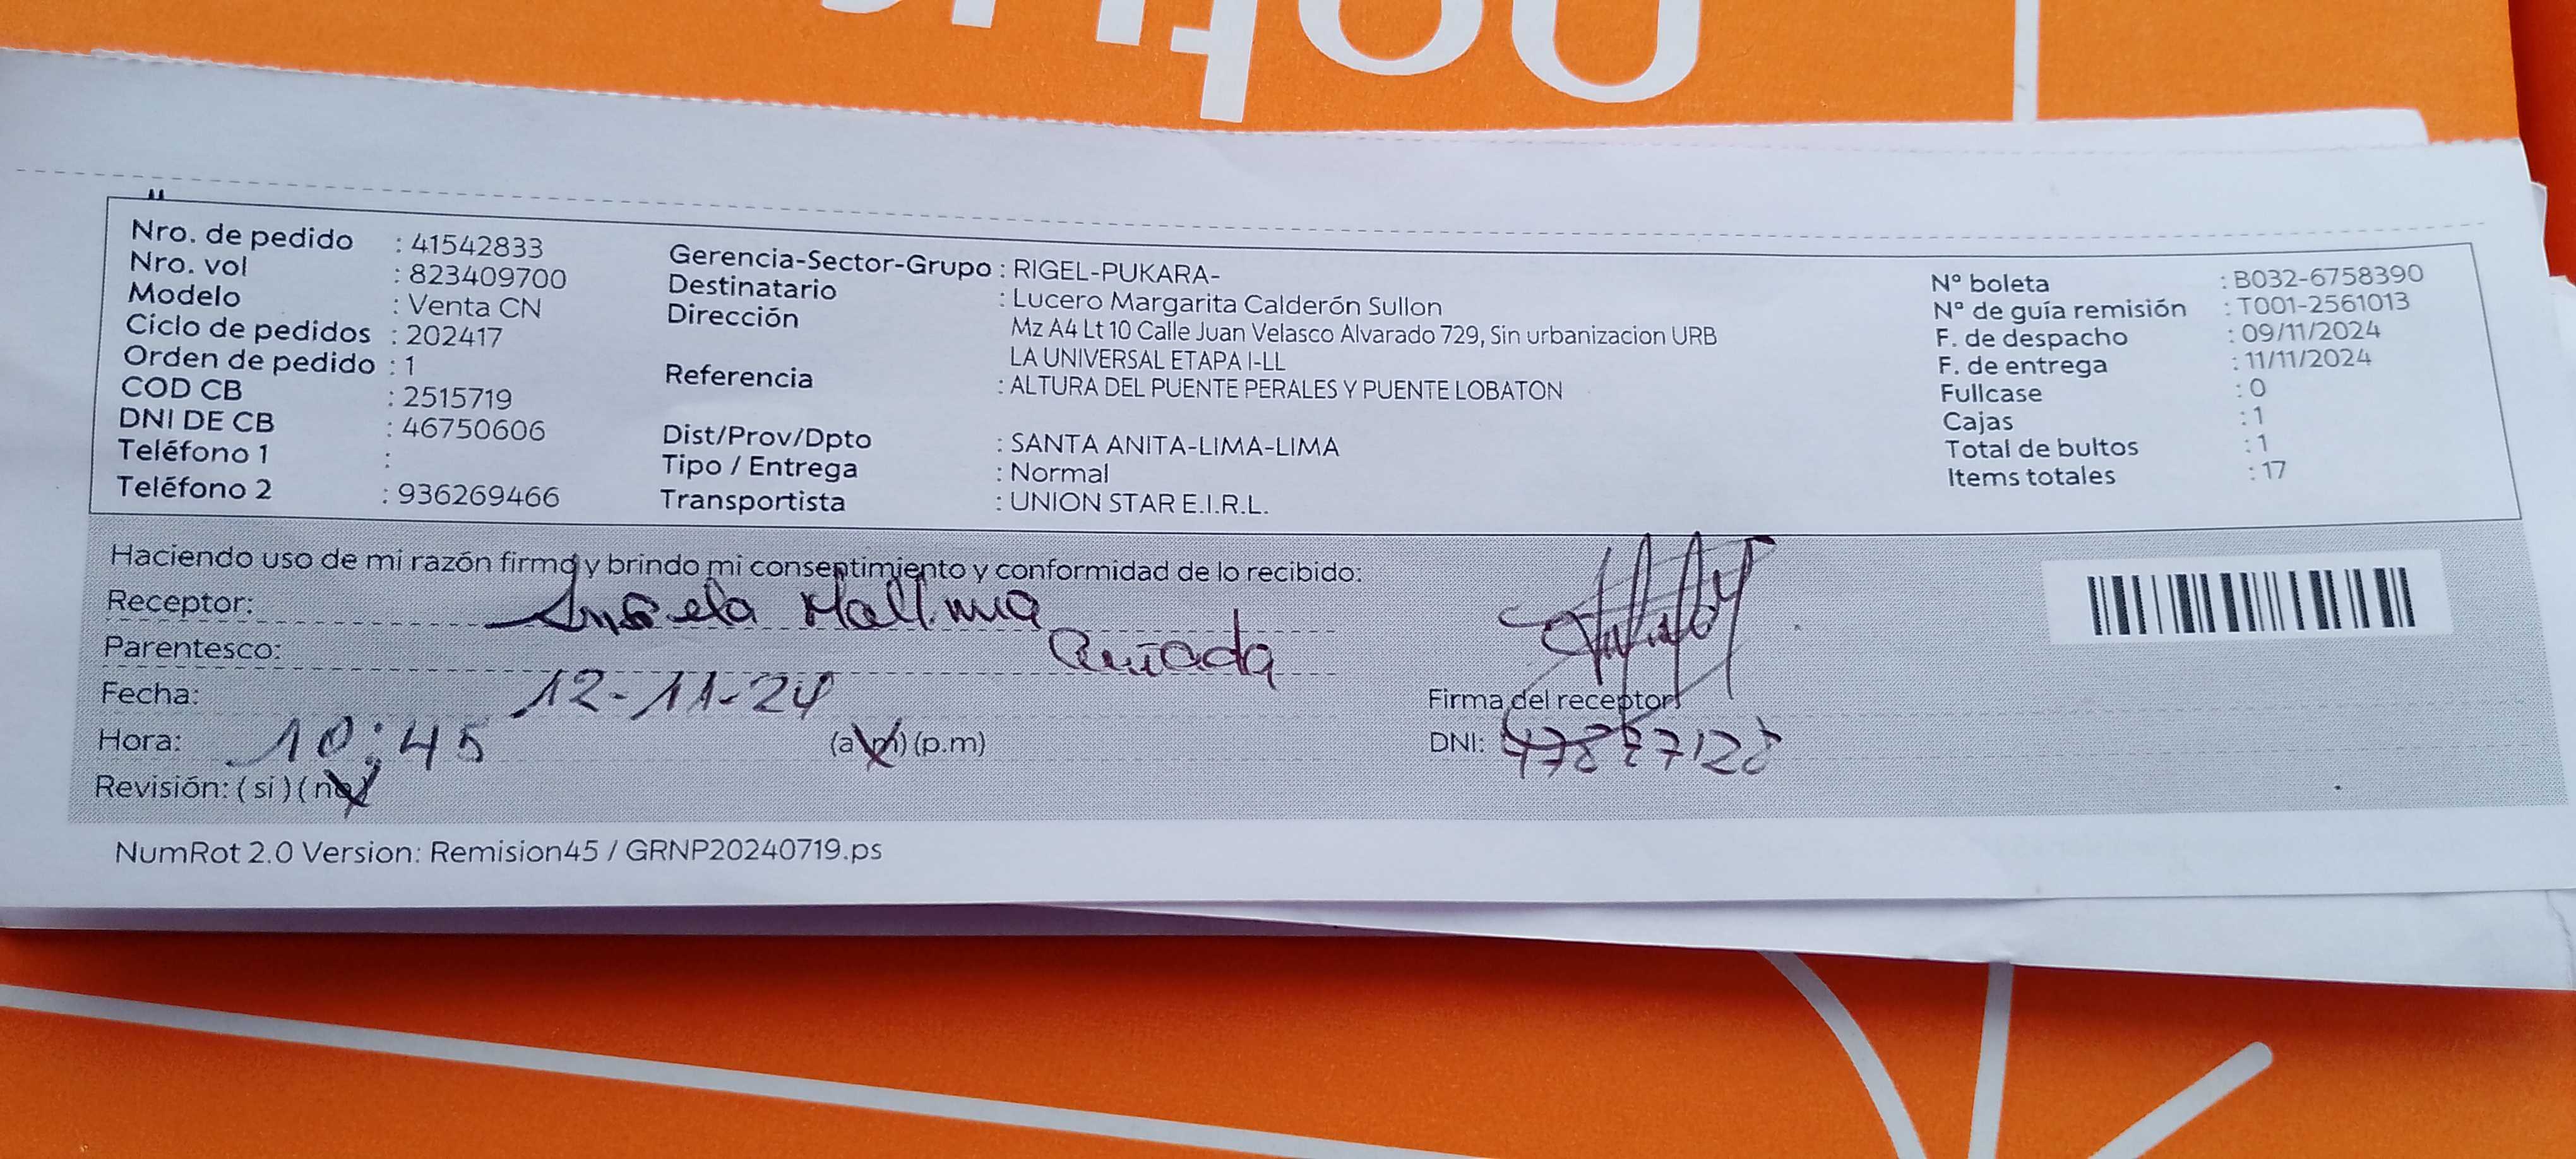 Nro. de pedido : 41542833
Nro. vol : 823409700
Modelo : Venta CN
Ciclo de pedidos : 202417
Orden de pedido : 1
COD CB : 2515719
DNI DE CB : 46750606
Teléfono 1 :
Teléfono 2 : 936269466
Gerencia-Sector-Grupo : RIGEL-PUKARA-
Destinatario : Lucero Margarita Calderón Sullon
Dirección Mz A4 Lt 10 Calle Juan Velasco Alvarado 729, Sin urbanizacion URB
LA UNIVERSAL ETAPA I-LL
Referencia : ALTURA DEL PUENTE PERALES Y PUENTE LOBATON
Dist/Prov/Dpto : SANTA ANITA-LIMA-LIMA
Tipo / Entrega : Normal
Transportista : UNION STAR E.I.R.L.
N° boleta : B032-6758390
N° de guía remisión : T001-2561013
F. de despacho : 09/11/2024
F. de entrega : 11/11/2024
Fullcase : 0
Cajas : 1
Total de bultos : 1
Items totales : 17
Haciendo uso de mi razón firmo y brindo mi consentimiento y conformidad de lo recibido:
Receptor:
Parentesco:
Fecha: 12-11-24
Hora: 10:45 (a.m) (p.m)
Revisión: ( si ) ( no )
Firma del receptor
DNI:
NumRot 2.0 Version: Remision45 / GRNP20240719.ps